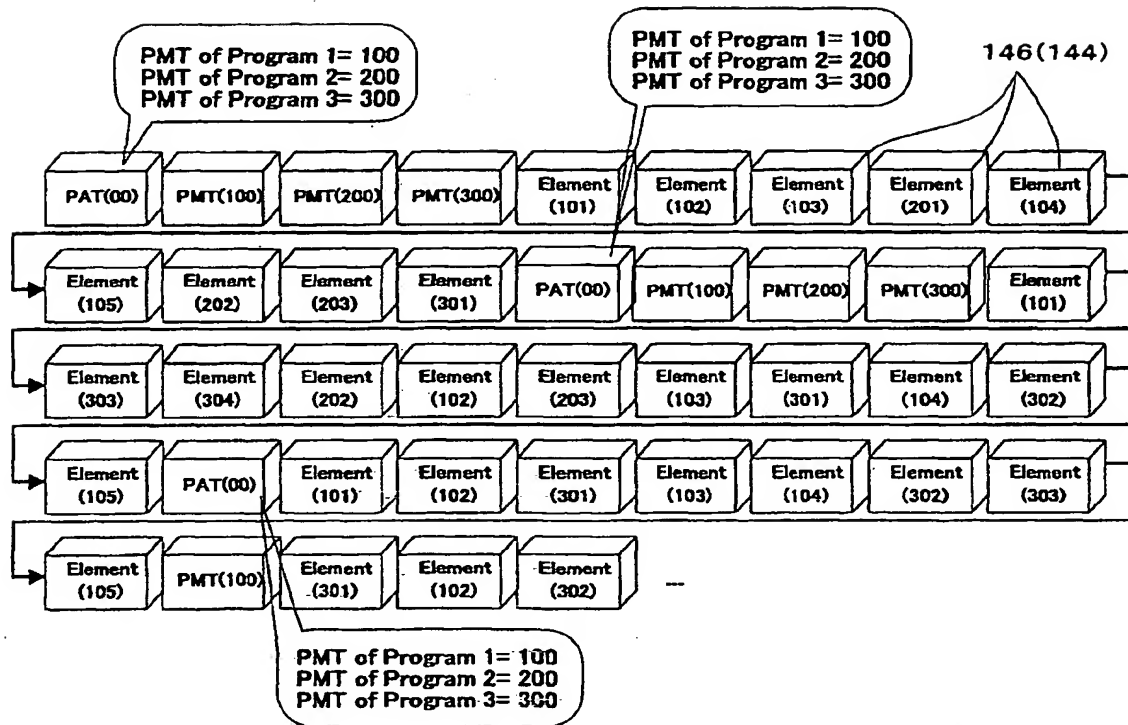 PMT of Program 1= 100
PMT of Program 2= 200
PMT of Program 3= 300
PMT of Program 1= 100
PMT of Program 2= 200
PMT of Program 3= 300
146(144)
PAT(00) PMT(100) PMT(200) PMT(300) Element (101) Element (102) Element (103) Element (201) Element (104)
Element (105) Element (202) Element (203) Element (301) PAT(00) PMT(100) PMT(200) PMT(300) Element (101)
Element (303) Element (304) Element (202) Element (102) Element (203) Element (103) Element (301) Element (104) Element (302)
Element (105) PAT(00) Element (101) Element (102) Element (301) Element (103) Element (104) Element (302) Element (303)
Element (105) PMT(100) Element (301) Element (102) Element (302) ---
PMT of Program 1= 100
PMT of Program 2= 200
PMT of Program 3= 300